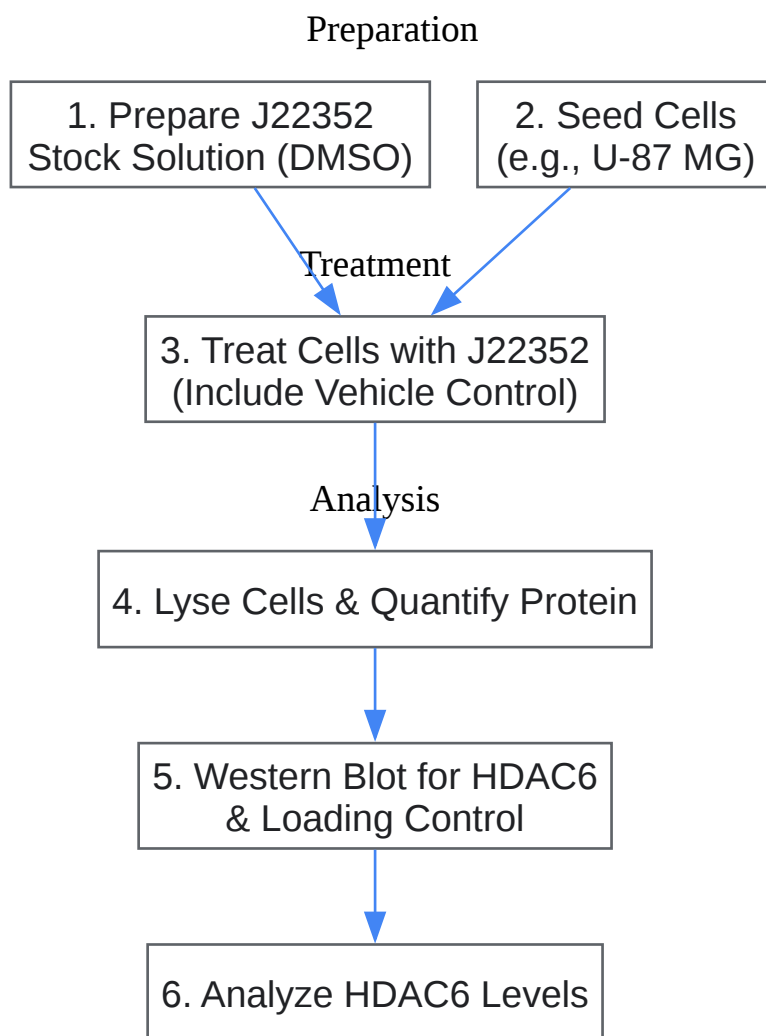 Preparation
1. Prepare J22352
Stock Solution (DMSO)
2. Seed Cells
(e.g., U-87 MG)
Treatment
3. Treat Cells with J22352
(Include Vehicle Control)
Analysis
4. Lyse Cells & Quantify Protein
5. Western Blot for HDAC6
& Loading Control
6. Analyze HDAC6 Levels